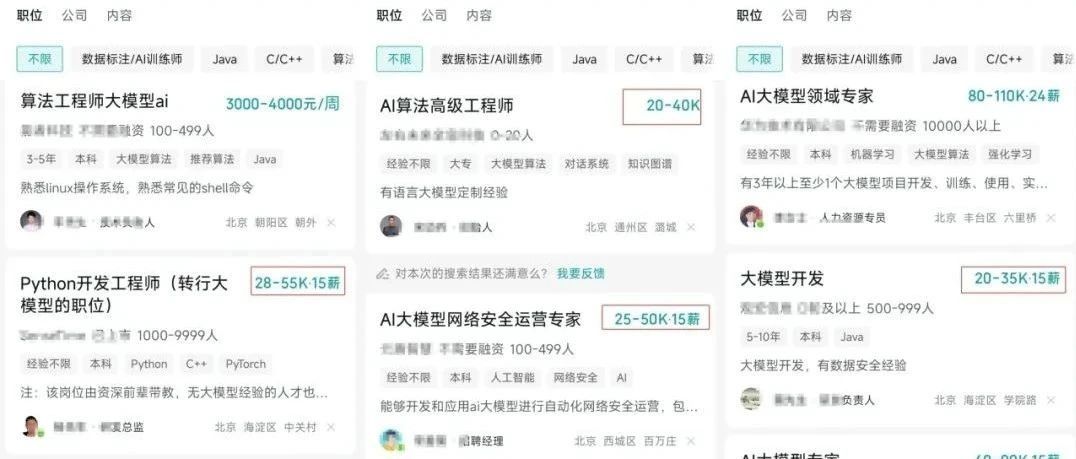 职位 公司 内容
不限 数据标注/AI训练师 Java C/C++ 算法
算法工程师大模型ai 3000-4000元/周
100-499人
3-5年 本科 大模型算法 推荐算法 Java
熟悉linux操作系统，熟悉常见的shell命令
北京 朝阳区 朝外
Python开发工程师（转行大模型的职位） 28-55K·15薪
已上市 1000-9999人
经验不限 本科 Python C++ PyTorch
注：该岗位由资深前辈带教，无大模型经验的人才也...
总监
北京 海淀区 中关村
职位 公司 内容
不限 数据标注/AI训练师 Java C/C++ 算法
AI算法高级工程师 20-40K
0-20人
经验不限 大专 大模型算法 对话系统 知识图谱
有语言大模型定制经验
北京 通州区 潞城
对本次的搜索结果还满意么？ 我要反馈
AI大模型网络安全运营专家 25-50K·15薪
不需要融资 100-499人
经验不限 本科 人工智能 网络安全 AI
能够开发和应用ai大模型进行自动化网络安全运营，包...
招聘经理
北京 西城区 百万庄
职位 公司 内容
不限 数据标注/AI训练师 Java C/C++ 算法
AI大模型领域专家 80-110K·24薪
不需要融资 10000人以上
经验不限 本科 机器学习 大模型算法 强化学习
有3年以上至少1个大模型项目开发、训练、使用、实...
人力资源专员
北京 丰台区 六里桥
大模型开发 20-35K·15薪
及以上 500-999人
5-10年 本科 Java
大模型开发，有数据安全经验
负责人
北京 海淀区 学院路